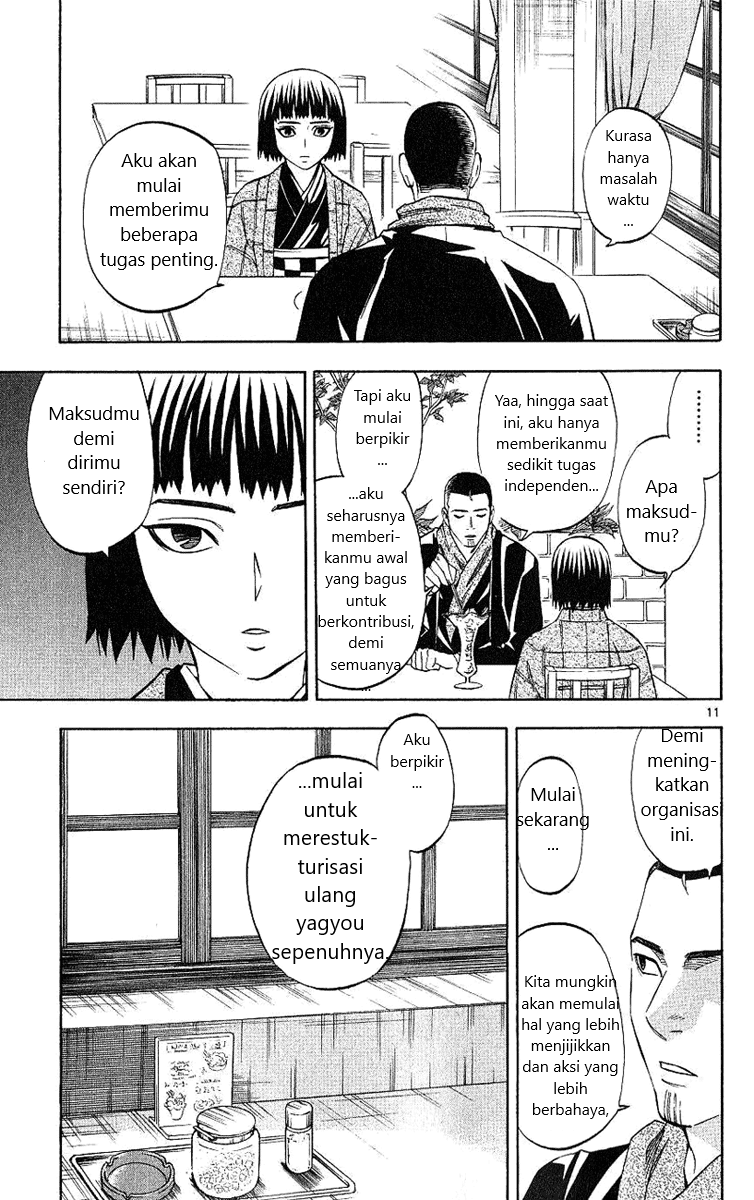 Kurasa
hanya
masalah
waktu
...
Aku akan
mulai
memberimu
beberapa
tugas penting.
.........
Apa
maksud-
mu?
Yaa, hingga saat
ini, aku hanya
memberikanmu
sedikit tugas
independen...
Tapi aku
mulai
berpikir
...
...aku
seharusnya
memberi-
kanmu awal
yang bagus
untuk
berkontribusi,
demi
semuanya
...
Maksudmu
demi
dirimu
sendiri?
11
Demi
mening-
katkan
organisasi
ini.
Mulai
sekarang
...
Kita mungkin
akan memulai
hal yang lebih
menjijikkan
dan aksi yang
lebih
berbahaya,
Aku
berpikir
...
...mulai
untuk
merestuk-
turisasi
ulang
yagyou
sepenuhnya.